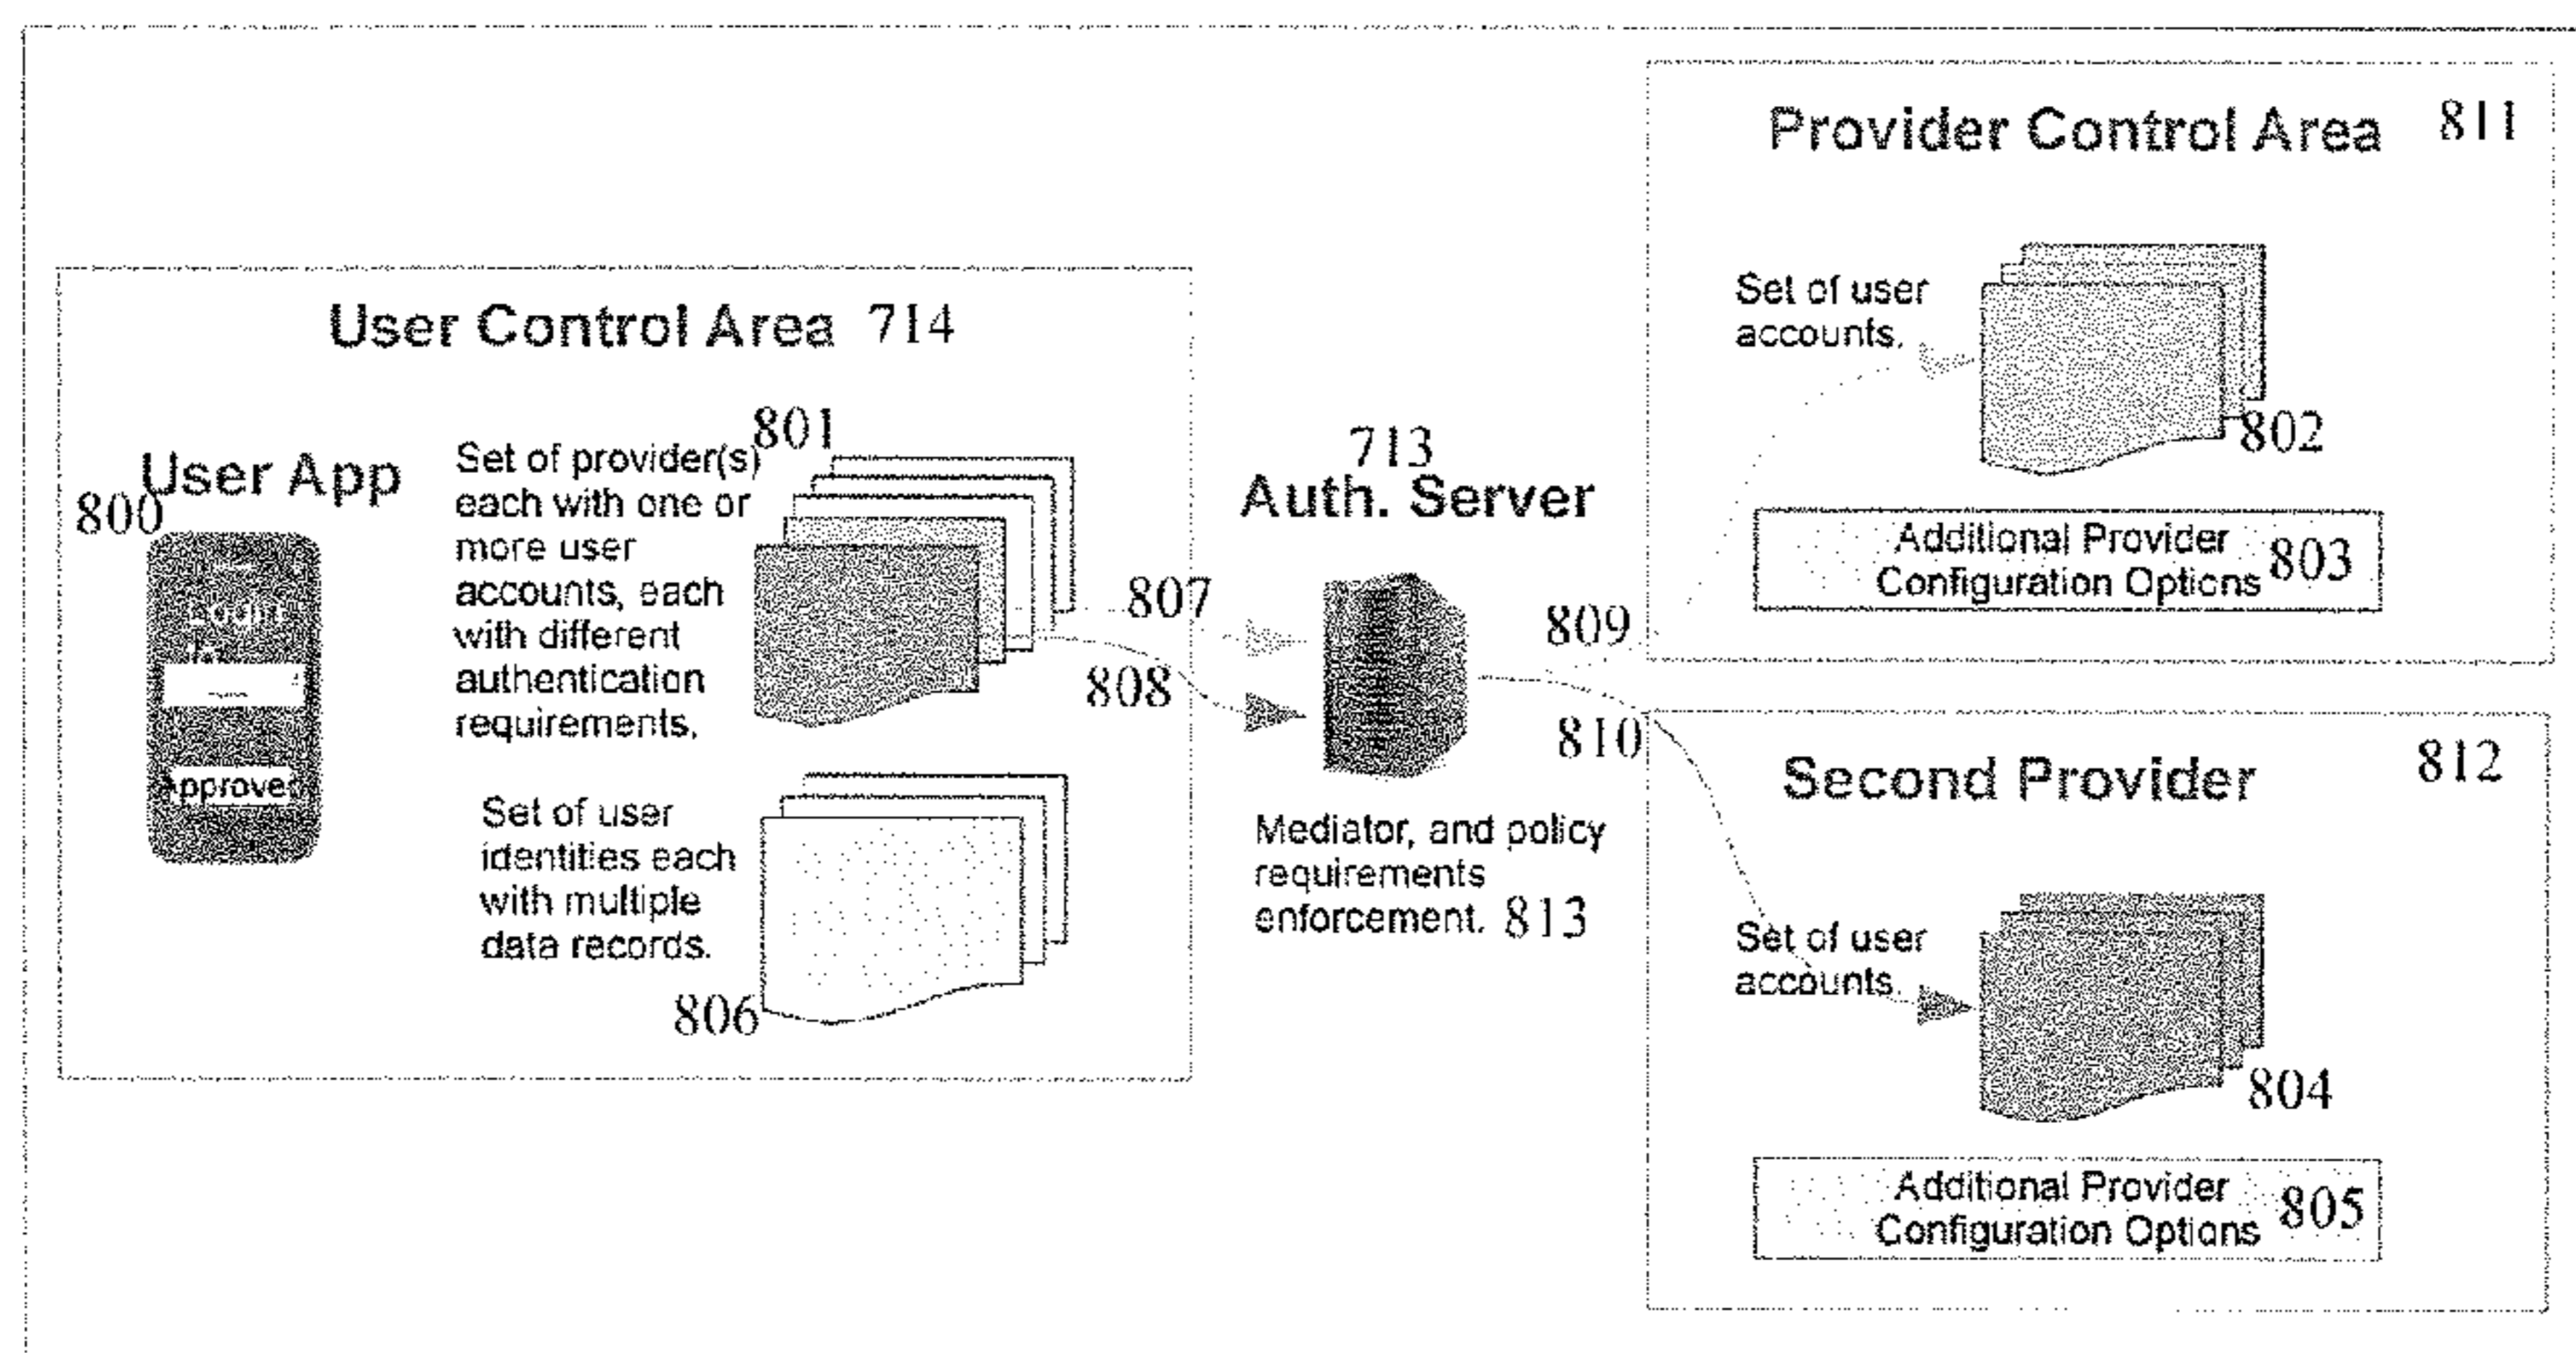 Provider Control Area 811
Set of user
accounts.
802
Additional Provider
Configuration Options 803
User Control Area 714
User App
800
Login
Approved
801
Set of provider(s)
each with one or
more user
accounts, each
with different
authentication
requirements.
Set of user
identities each
with multiple
data records.
806
807
808
713
Auth. Server
Mediator, and policy
requirements
enforcement. 813
809
810
Second Provider 812
Set of user
accounts.
804
Additional Provider
Configuration Options 805